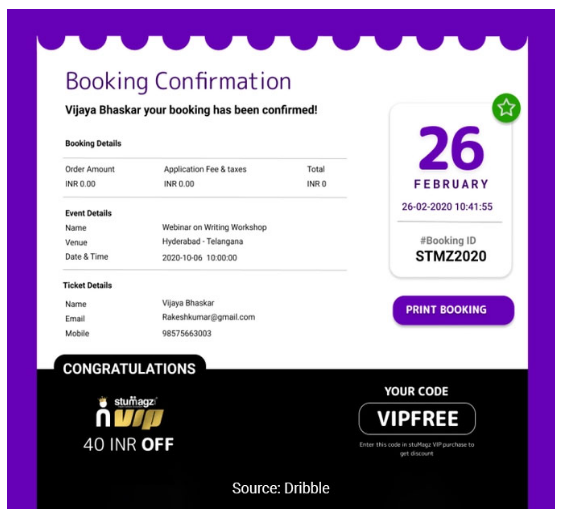 Booking Confirmation
Vijaya Bhaskar your booking has been confirmed!
Booking Details
Order Amount Application Fee & taxes Total
INR 0.00 INR 0.00 INR 0
Event Details
Name Webinar on Writing Workshop
Venue Hyderabad - Telangana
Date & Time 2020-10-06 10:00:00
Ticket Details
Name Vijaya Bhaskar
Email Rakeshkumar@gmail.com
Mobile 98575663003
26
FEBRUARY
26-02-2020 10:41:55
#Booking ID
STMZ2020
PRINT BOOKING
CONGRATULATIONS
stumagz
vip
40 INR OFF
YOUR CODE
VIPFREE
Enter this code in stuMagz VIP purchase to
get discount
Source: Dribble